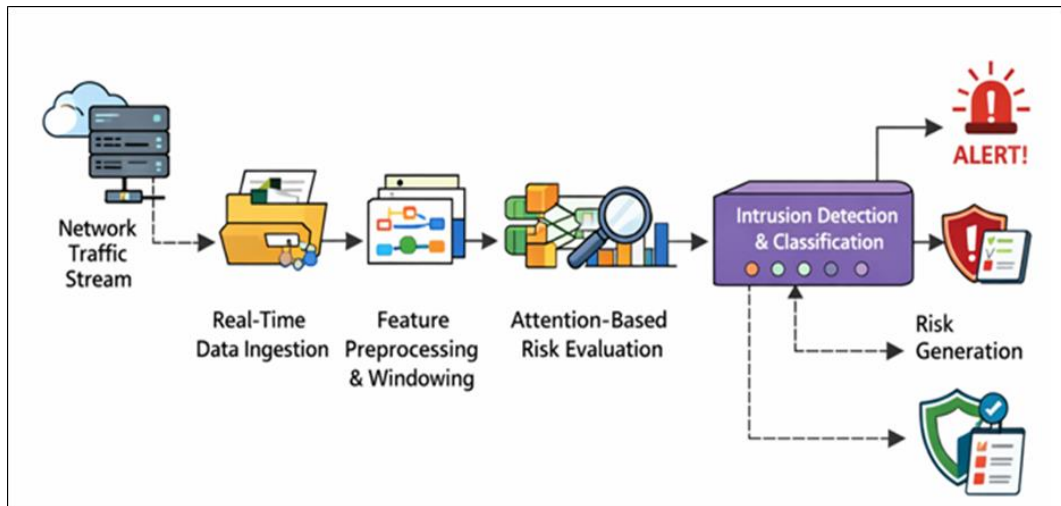 ALERT!
Network
Traffic
Stream
Intrusion Detection
& Classification
Real-Time
Data Ingestion
Feature
Preprocessing
& Windowing
Attention-Based
Risk Evaluation
Risk
Generation